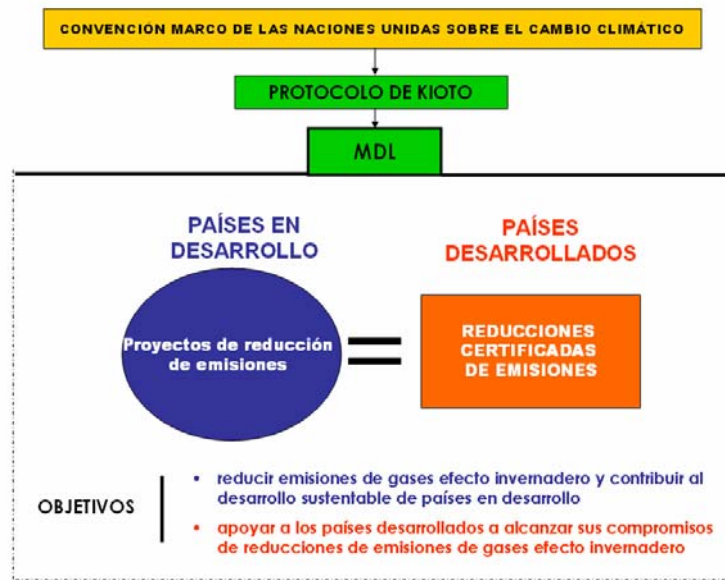 CONVENCIÓN MARCO DE LAS NACIONES UNIDAS SOBRE EL CAMBIO CLIMÁTICO
PROTOCOLO DE KIOTO
MDL
PAÍSES EN
DESARROLLO
PAÍSES
DESARROLLADOS
Proyectos de reducción
de emisiones
=
REDUCCIONES
CERTIFICADAS
DE EMISIONES
OBJETIVOS
• reducir emisiones de gases efecto invernadero y contribuir al
desarrollo sustentable de países en desarrollo
• apoyar a los países desarrollados a alcanzar sus compromisos
de reducciones de emisiones de gases efecto invernadero